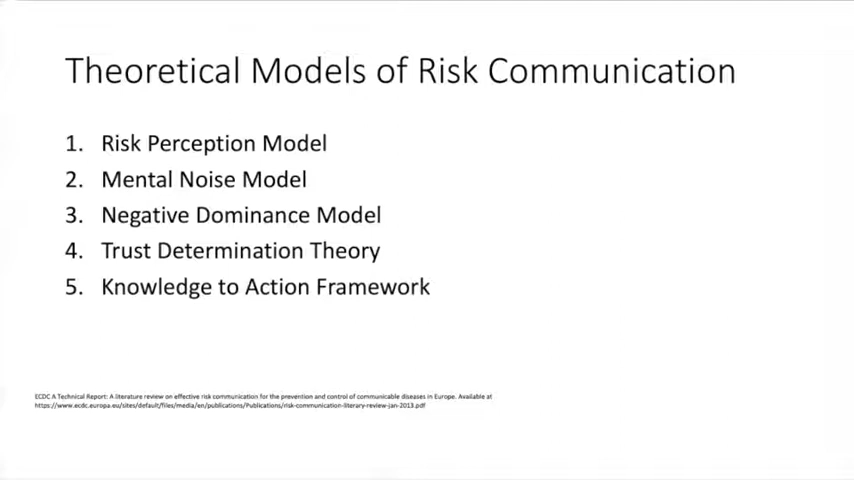 Theoretical Models of Risk Communication
1. Risk Perception Model
2. Mental Noise Model
3. Negative Dominance Model
4. Trust Determination Theory
5. Knowledge to Action Framework
ECDC A Technical Report: A literature review on effective risk communication for the prevention and control of communicable diseases in Europe. Available at
https://www.ecdc.europa.eu/sites/default/files/media/en/publications/Publications/risk-communication-literary-review-jan-2013.pdf